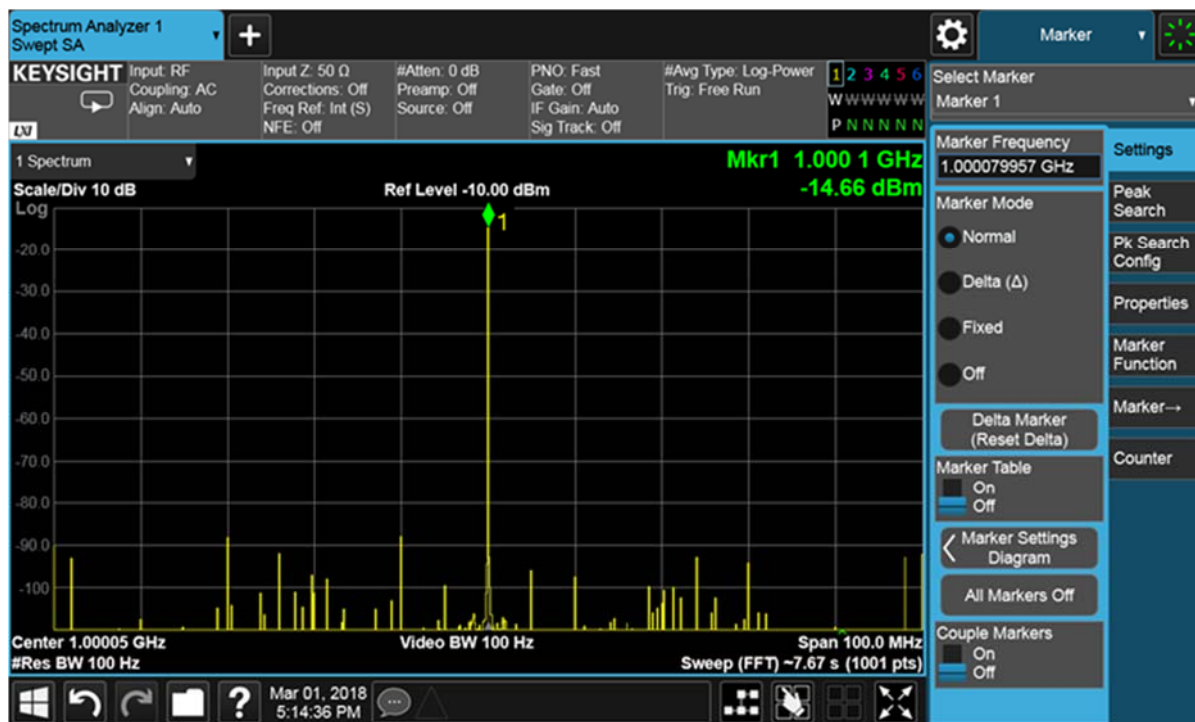 Spectrum Analyzer 1
Swept SA
+
Marker
KEYSIGHT
LXI
Input: RF
Coupling: AC
Align: Auto
Input Z: 50 Ω
Corrections: Off
Freq Ref: Int (S)
NFE: Off
#Atten: 0 dB
Preamp: Off
Source: Off
PNO: Fast
Gate: Off
IF Gain: Auto
Sig Track: Off
#Avg Type: Log-Power
Trig: Free Run
1 2 3 4 5 6
W W W W W W
P N N N N N
Select Marker
Marker 1
1 Spectrum
Mkr1 1.000 1 GHz
Scale/Div 10 dB
Ref Level -10.00 dBm
-14.66 dBm
Log
1
-20.0
-30.0
-40.0
-50.0
-60.0
-70.0
-80.0
-90.0
-100
Center 1.00005 GHz
Video BW 100 Hz
Span 100.0 MHz
#Res BW 100 Hz
Sweep (FFT) ~7.67 s (1001 pts)
Marker Frequency
1.000079957 GHz
Marker Mode
Normal
Delta (Δ)
Fixed
Off
Delta Marker
(Reset Delta)
Marker Table
On
Off
Marker Settings
Diagram
All Markers Off
Couple Markers
On
Off
Settings
Peak
Search
Pk Search
Config
Properties
Marker
Function
Marker→
Counter
?
Mar 01, 2018
5:14:36 PM